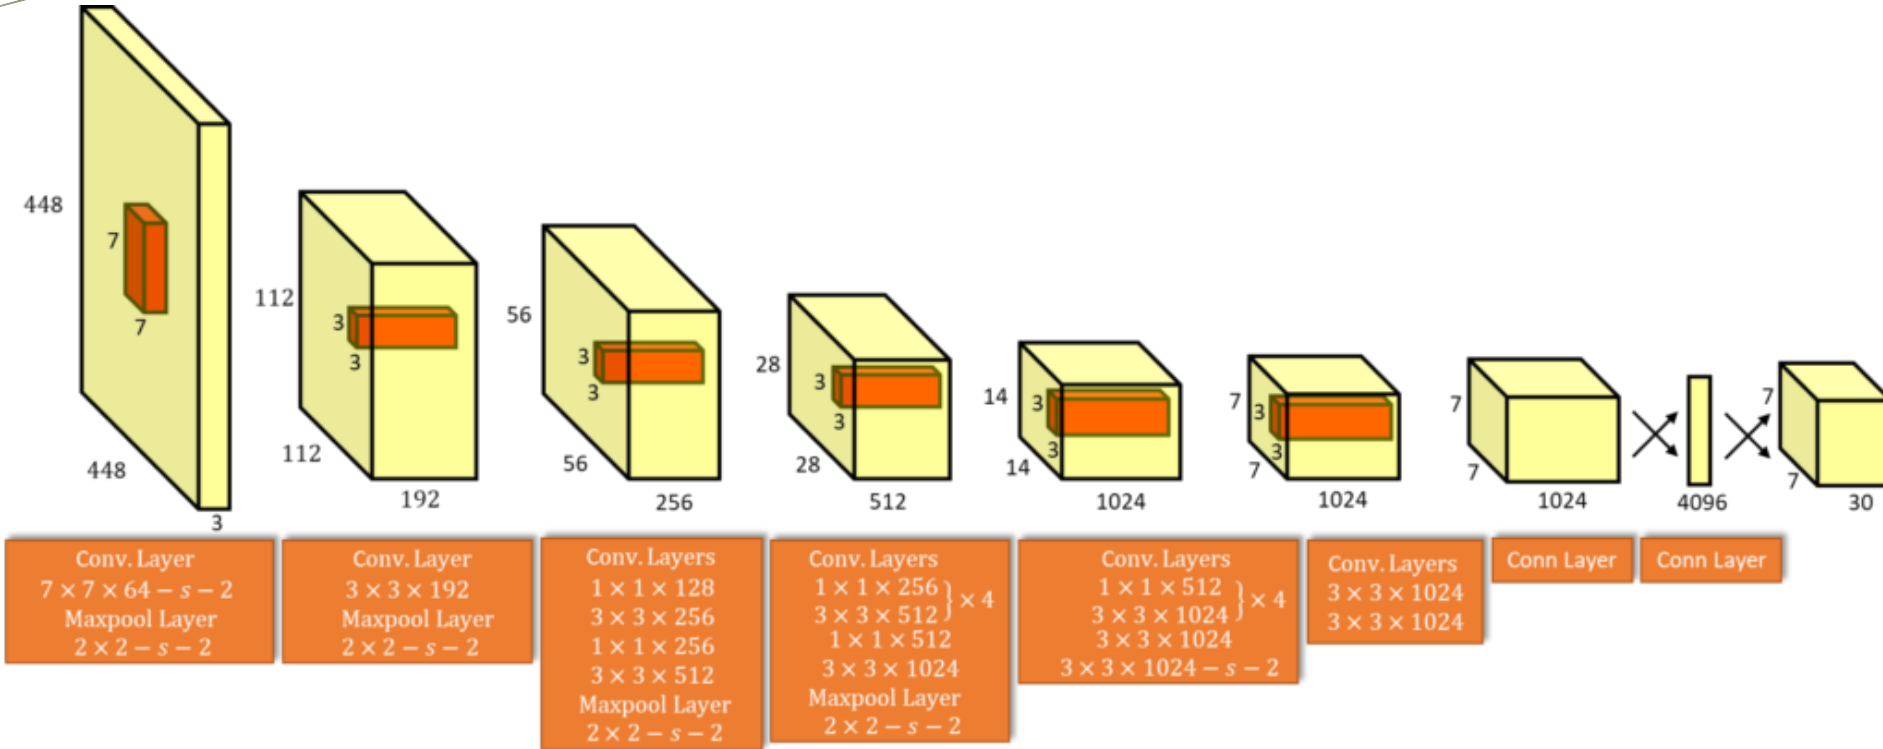 448
7
7
448
3
112
3
3
112
192
56
3
3
56
256
28
3
3
28
512
14
3
3
14
1024
7
3
3
7
1024
7
7
1024
4096
7
7
30
Conv. Layer
7 × 7 × 64 − s − 2
Maxpool Layer
2 × 2 − s − 2
Conv. Layer
3 × 3 × 192
Maxpool Layer
2 × 2 − s − 2
Conv. Layers
1 × 1 × 128
3 × 3 × 256
1 × 1 × 256
3 × 3 × 512
Maxpool Layer
2 × 2 − s − 2
Conv. Layers
1 × 1 × 256
3 × 3 × 512 } × 4
1 × 1 × 512
3 × 3 × 1024
Maxpool Layer
2 × 2 − s − 2
Conv. Layers
1 × 1 × 512
3 × 3 × 1024 } × 4
3 × 3 × 1024
3 × 3 × 1024 − s − 2
Conv. Layers
3 × 3 × 1024
3 × 3 × 1024
Conn Layer
Conn Layer